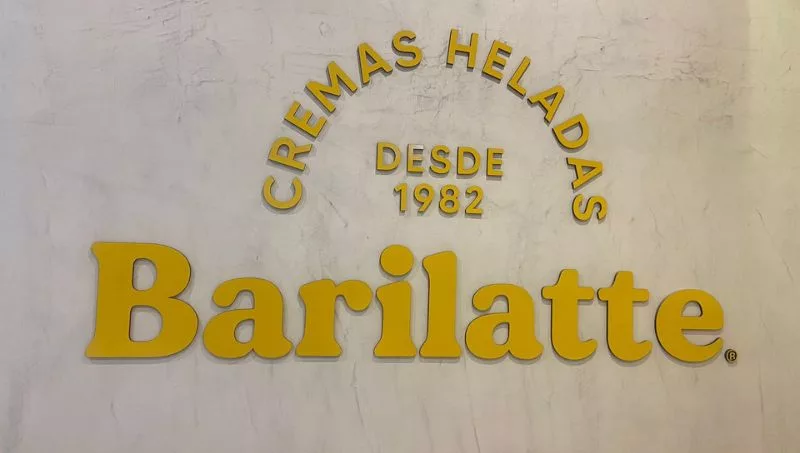 CREMAS HELADAS
DESDE
1982
Barilatte®